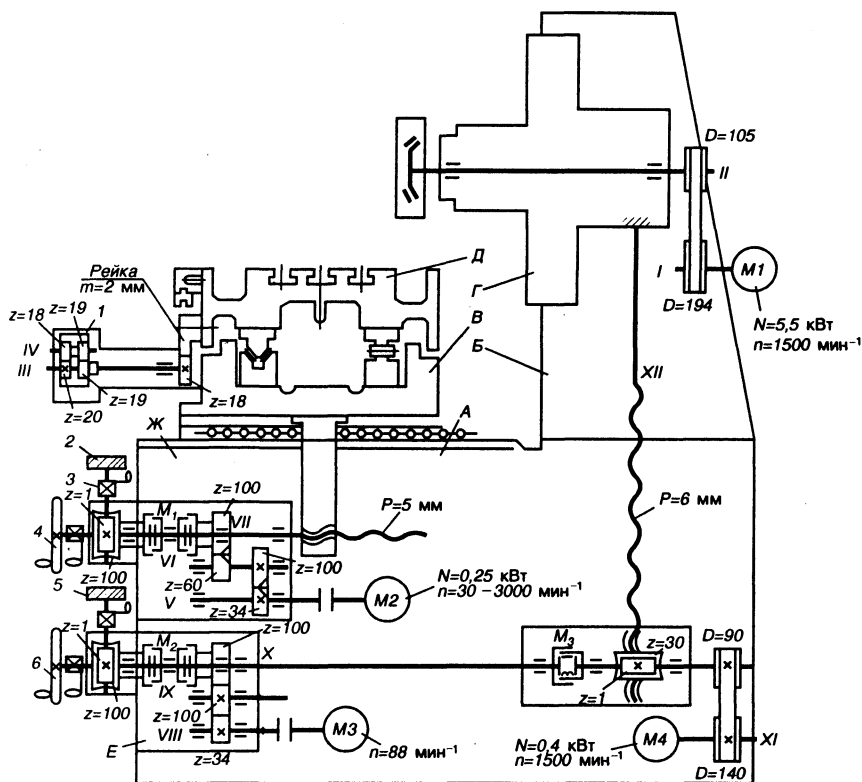 D=105
II
Рейка
m=2 мм
Д
I
M1
Г
D=194
z=18
z=19
1
N=5,5 кВт
n=1500 мин⁻¹
В
IV
III
Б
XII
z=18
z=20
z=19
А
2
Ж
3
z=1
z=100
P=5 мм
P=6 мм
M₁
VII
4
VI
z=100
z=100
5
z=60
V
M2
N=0,25 кВт
n=30 – 3000 мин⁻¹
z=34
z=100
z=1
M₂
X
M₃
z=30
D=90
6
IX
z=1
z=100
z=100
VIII
M3
N=0,4 кВт
n=1500 мин⁻¹
M4
XI
Е
z=34
n=88 мин⁻¹
D=140